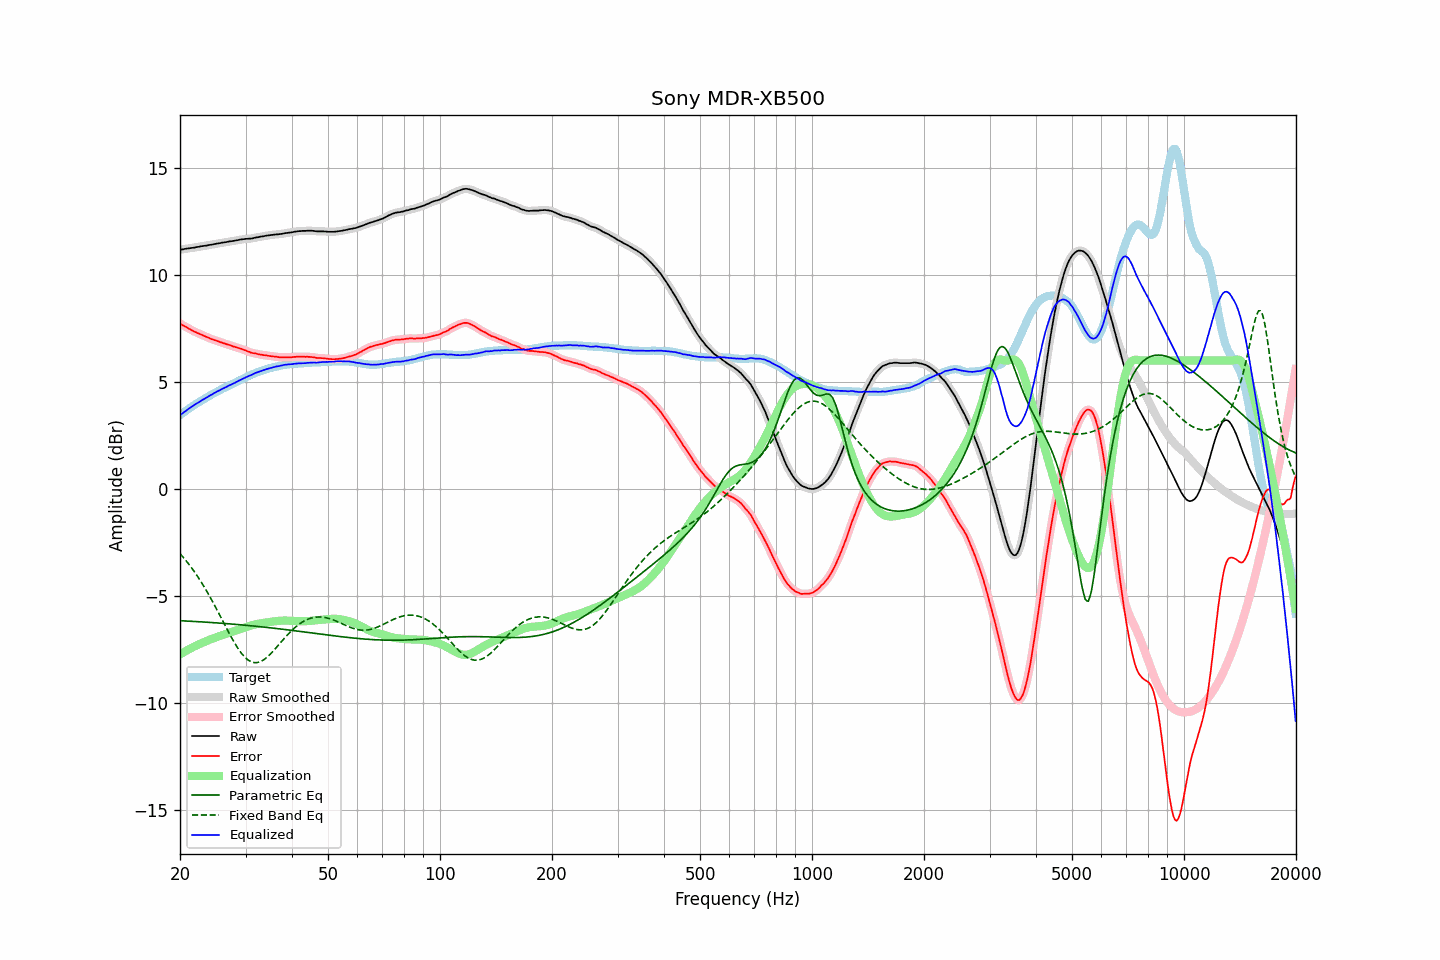 Sony MDR-XB500
Amplitude (dBr)
15
10
5
0
−5
−10
−15
Target
Raw Smoothed
Error Smoothed
Raw
Error
Equalization
Parametric Eq
Fixed Band Eq
Equalized
20 50 100 200 500 1000 2000 5000 10000 20000
Frequency (Hz)